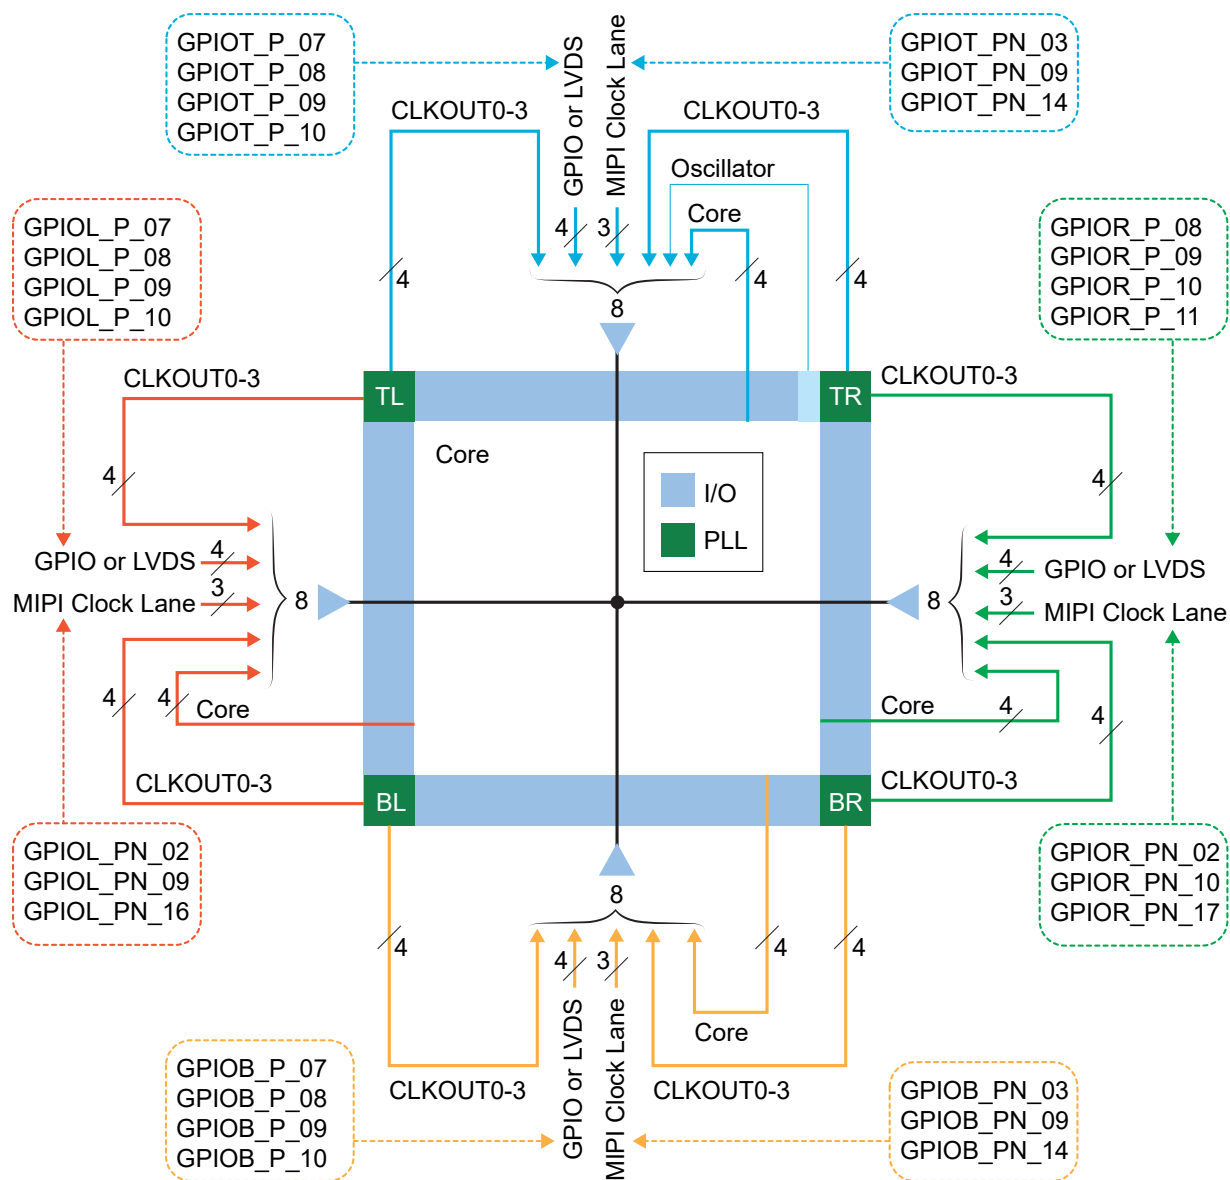 GPIOT_P_07
GPIOT_P_08
GPIOT_P_09
GPIOT_P_10
GPIO or LVDS
MIPI Clock Lane
GPIOT_PN_03
GPIOT_PN_09
GPIOT_PN_14
CLKOUT0-3
CLKOUT0-3
Oscillator
Core
4
3
4
4
4
8
GPIOL_P_07
GPIOL_P_08
GPIOL_P_09
GPIOL_P_10
GPIOR_P_08
GPIOR_P_09
GPIOR_P_10
GPIOR_P_11
CLKOUT0-3
TL
TR
CLKOUT0-3
Core
I/O
PLL
4
4
GPIO or LVDS
4
MIPI Clock Lane
3
8
4
4
Core
CLKOUT0-3
4
GPIO or LVDS
3
MIPI Clock Lane
8
Core
4
4
CLKOUT0-3
BL
BR
GPIOL_PN_02
GPIOL_PN_09
GPIOL_PN_16
GPIOR_PN_02
GPIOR_PN_10
GPIOR_PN_17
8
4
4
3
4
4
Core
CLKOUT0-3
GPIO or LVDS
MIPI Clock Lane
CLKOUT0-3
GPIOB_P_07
GPIOB_P_08
GPIOB_P_09
GPIOB_P_10
GPIOB_PN_03
GPIOB_PN_09
GPIOB_PN_14